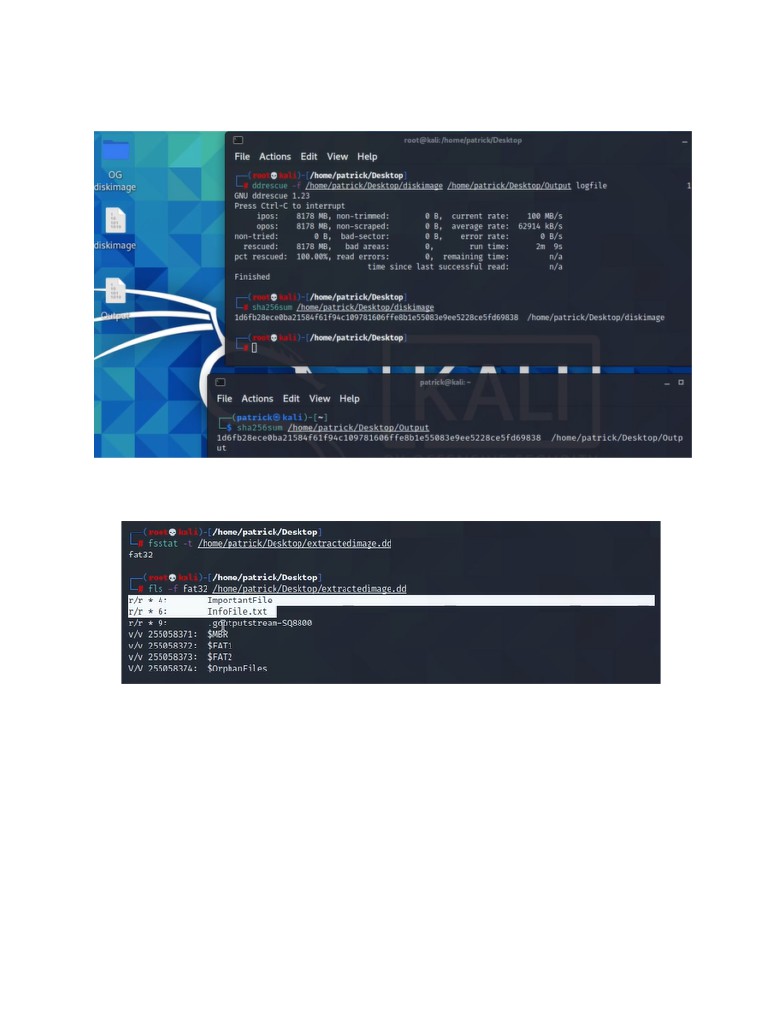 root@kali:/home/patrick/Desktop
File Actions Edit View Help
OG
diskimage
diskimage
Output
(root💀kali)-[/home/patrick/Desktop]
# ddrescue -f /home/patrick/Desktop/diskimage /home/patrick/Desktop/Output logfile 1
GNU ddrescue 1.23
Press Ctrl-C to interrupt
ipos: 8178 MB, non-trimmed: 0 B, current rate: 100 MB/s
opos: 8178 MB, non-scraped: 0 B, average rate: 62914 kB/s
non-tried: 0 B, bad-sector: 0 B, error rate: 0 B/s
rescued: 8178 MB, bad areas: 0, run time: 2m 9s
pct rescued: 100.00%, read errors: 0, remaining time: n/a
time since last successful read: n/a
Finished
(root💀kali)-[/home/patrick/Desktop]
# sha256sum /home/patrick/Desktop/diskimage
1d6fb28ece0ba21584f61f94c109781606ffe8b1e55083e9ee5228ce5fd69838 /home/patrick/Desktop/diskimage
(root💀kali)-[/home/patrick/Desktop]
#
KALI
patrick@kali: ~
File Actions Edit View Help
(patrick㉿kali)-[~]
$ sha256sum /home/patrick/Desktop/Output
1d6fb28ece0ba21584f61f94c109781606ffe8b1e55083e9ee5228ce5fd69838 /home/patrick/Desktop/Outp
ut
(root💀kali)-[/home/patrick/Desktop]
# fsstat -t /home/patrick/Desktop/extractedimage.dd
fat32
(root💀kali)-[/home/patrick/Desktop]
# fls -f fat32 /home/patrick/Desktop/extractedimage.dd
r/r * 4: ImportantFile
r/r * 6: InfoFile.txt
r/r * 9: .goutputstream-SQ8800
v/v 255058371: $MBR
v/v 255058372: $FAT1
v/v 255058373: $FAT2
V/V 255058374: $OrphanFiles